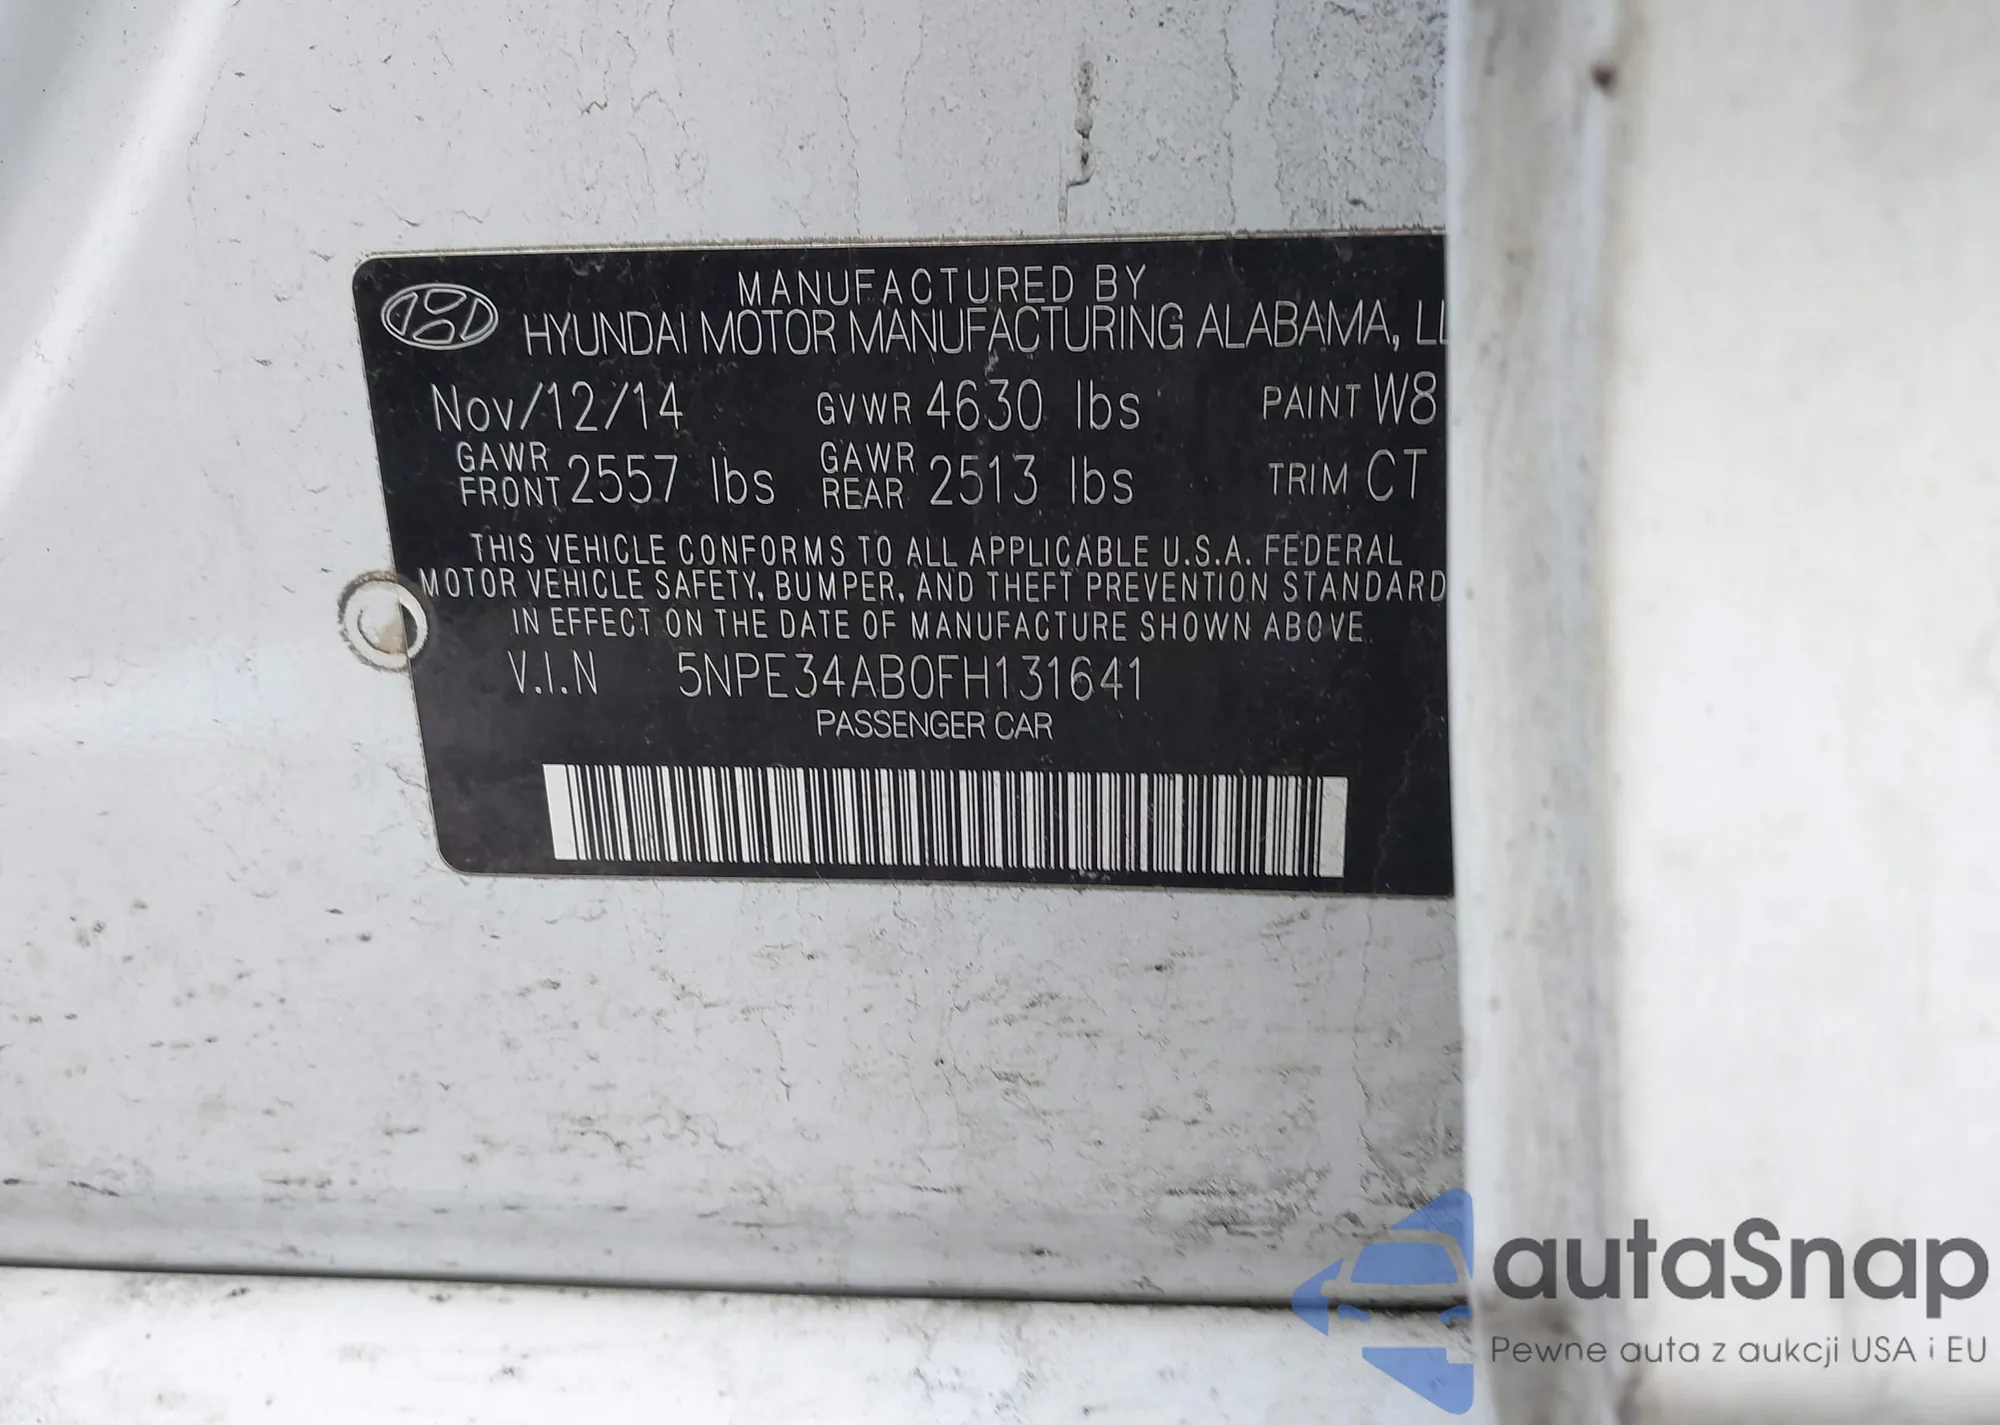 MANUFACTURED BY
HYUNDAI MOTOR MANUFACTURING ALABAMA, LL
Nov/12/14 GVWR 4630 lbs PAINT W8
GAWR FRONT 2557 lbs GAWR REAR 2513 lbs TRIM CT
THIS VEHICLE CONFORMS TO ALL APPLICABLE U.S.A. FEDERAL
MOTOR VEHICLE SAFETY, BUMPER, AND THEFT PREVENTION STANDARD
IN EFFECT ON THE DATE OF MANUFACTURE SHOWN ABOVE.
V.I.N 5NPE34AB0FH131641
PASSENGER CAR
autaSnap
Pewne auta z aukcji USA i EU